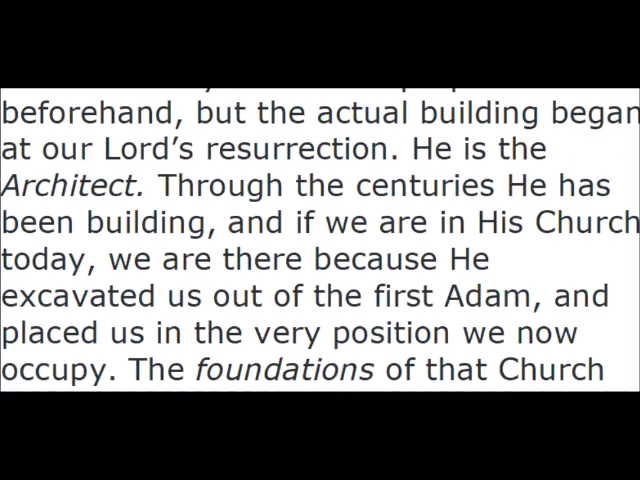 beforehand, but the actual building began
at our Lord’s resurrection. He is the
Architect. Through the centuries He has
been building, and if we are in His Church
today, we are there because He
excavated us out of the first Adam, and
placed us in the very position we now
occupy. The foundations of that Church